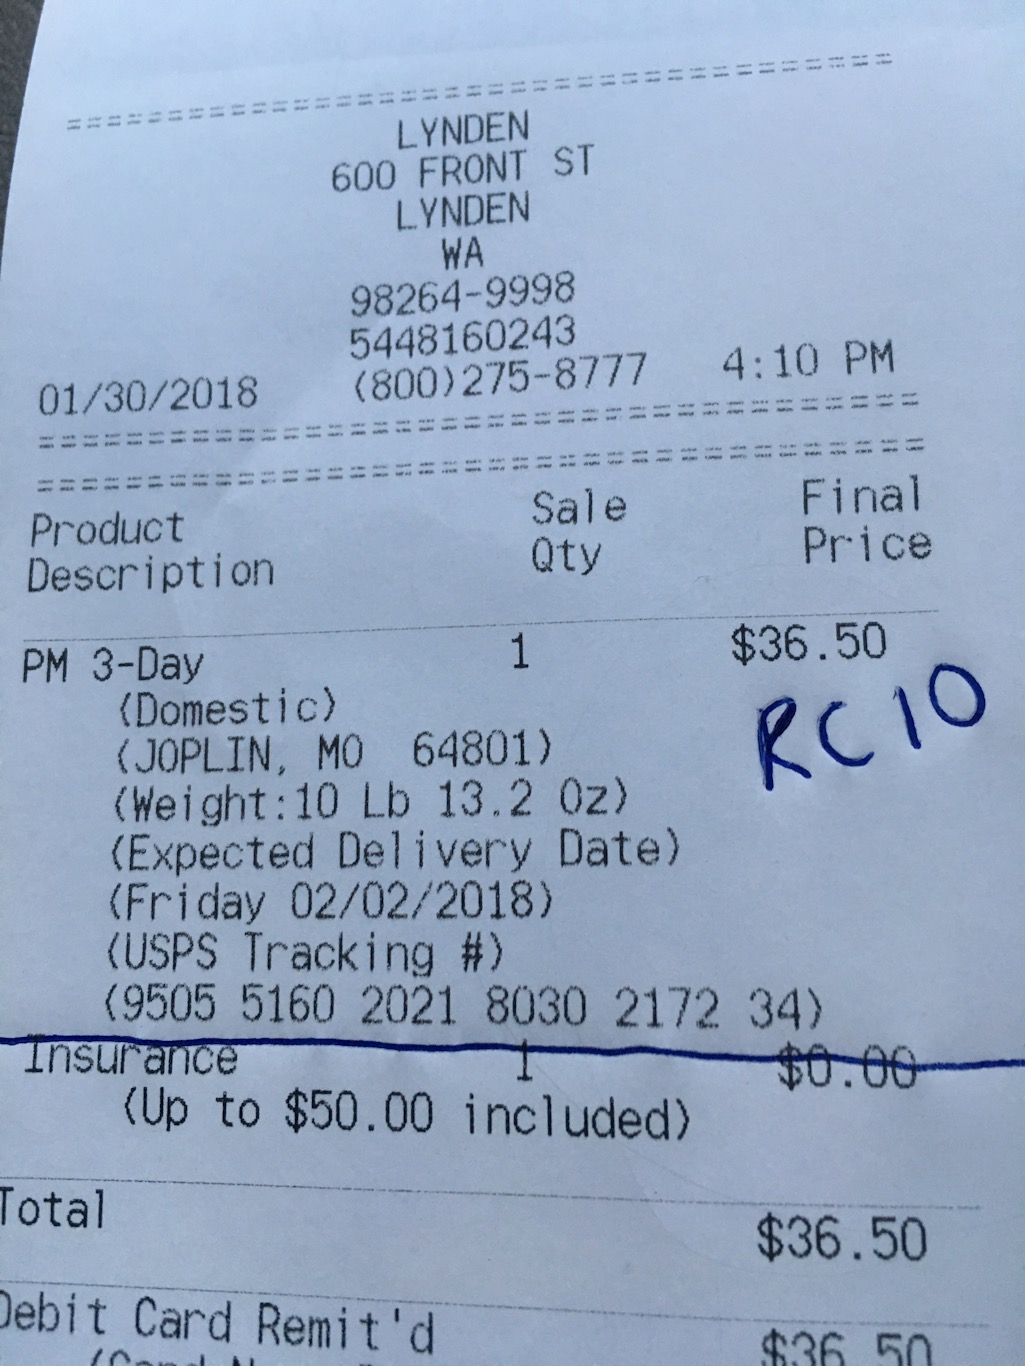 LYNDEN
600 FRONT ST
LYNDEN
WA
98264-9998
5448160243
01/30/2018 (800)275-8777 4:10 PM
Product Sale Final
Description Qty Price
PM 3-Day 1 $36.50
(Domestic)
RC 10
(JOPLIN, MO 64801)
(Weight:10 Lb 13.2 Oz)
(Expected Delivery Date)
(Friday 02/02/2018)
(USPS Tracking #)
(9505 5160 2021 8030 2172 34)
Insurance 1 $0.00
(Up to $50.00 included)
Total $36.50
Debit Card Remit'd $36.50